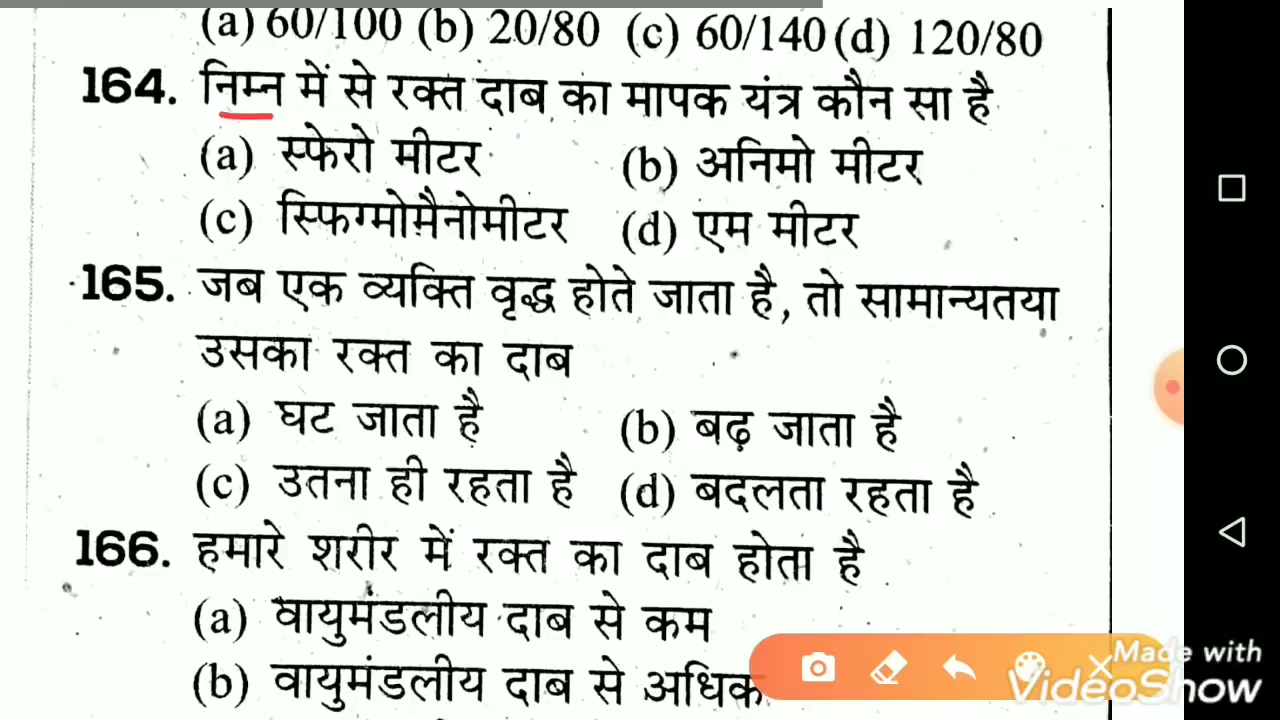 (a) 60/100 (b) 20/80 (c) 60/140 (d) 120/80
164. निम्न में से रक्त दाब का मापक यंत्र कौन सा है
(a) स्फेरो मीटर (b) अनिमो मीटर
(c) स्फिग्मोमैनोमीटर (d) एम मीटर
165. जब एक व्यक्ति वृद्ध होते जाता है, तो सामान्यतया
उसका रक्त का दाब
(a) घट जाता है (b) बढ़ जाता है
(c) उतना ही रहता है (d) बदलता रहता है
166. हमारे शरीर में रक्त का दाब होता है
(a) वायुमंडलीय दाब से कम
(b) वायुमंडलीय दाब से अधिक
Made with
VideoShow